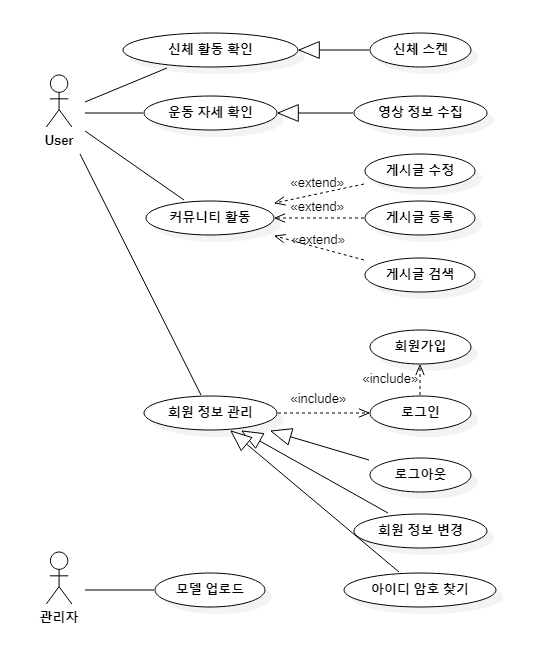 신체 활동 확인
신체 스켄
운동 자세 확인
영상 정보 수집
User
게시글 수정
«extend»
«extend»
커뮤니티 활동
게시글 등록
«extend»
게시글 검색
회원가입
«include»
«include»
회원 정보 관리
로그인
로그아웃
회원 정보 변경
모델 업로드
아이디 암호 찾기
관리자